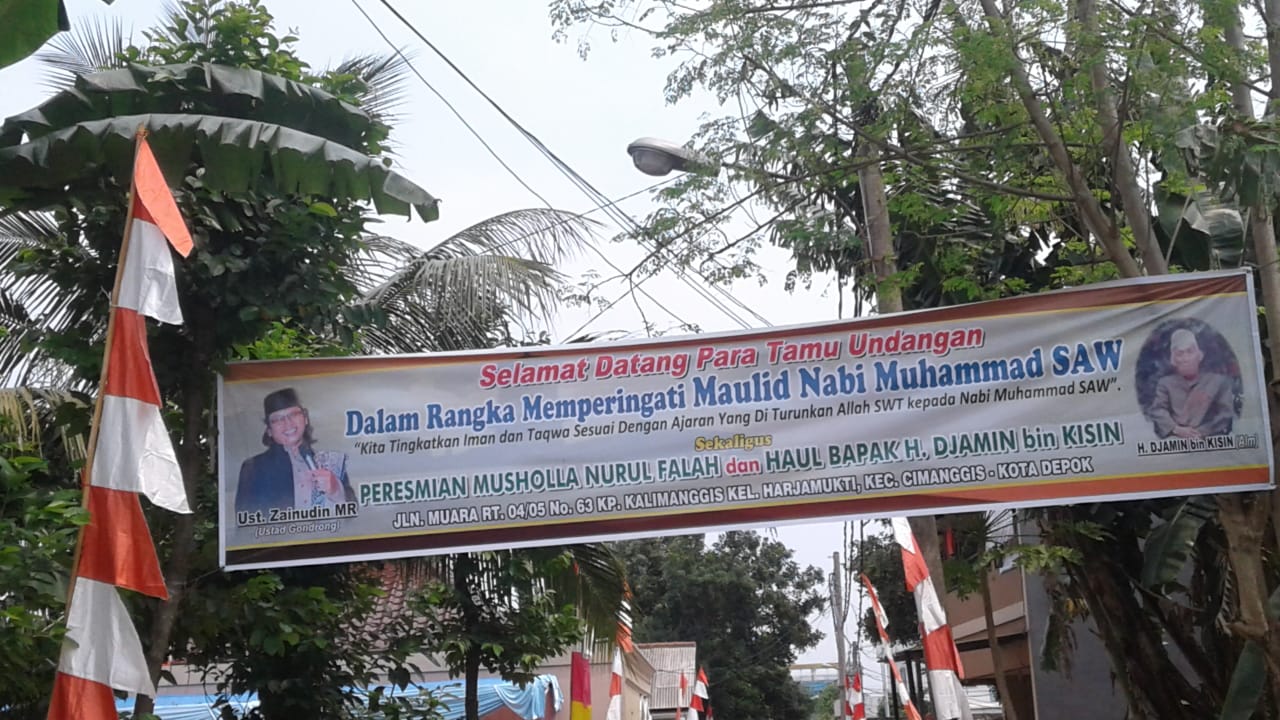 Selamat Datang Para Tamu Undangan
Dalam Rangka Memperingati Maulid Nabi Muhammad SAW
"Kita Tingkatkan Iman dan Taqwa Sesuai Dengan Ajaran Yang Di Turunkan Allah SWT kepada Nabi Muhammad SAW".
Sekaligus
PERESMIAN MUSHOLLA NURUL FALAH dan HAUL BAPAK H. DJAMIN bin KISIN
JLN. MUARA RT. 04/05 No. 63 KP. KALIMANGGIS KEL. HARJAMUKTI, KEC. CIMANGGIS - KOTA DEPOK
Ust. Zainudin MR
(Ustad Gondrong)
H. DJAMIN bin KISIN (Alm)